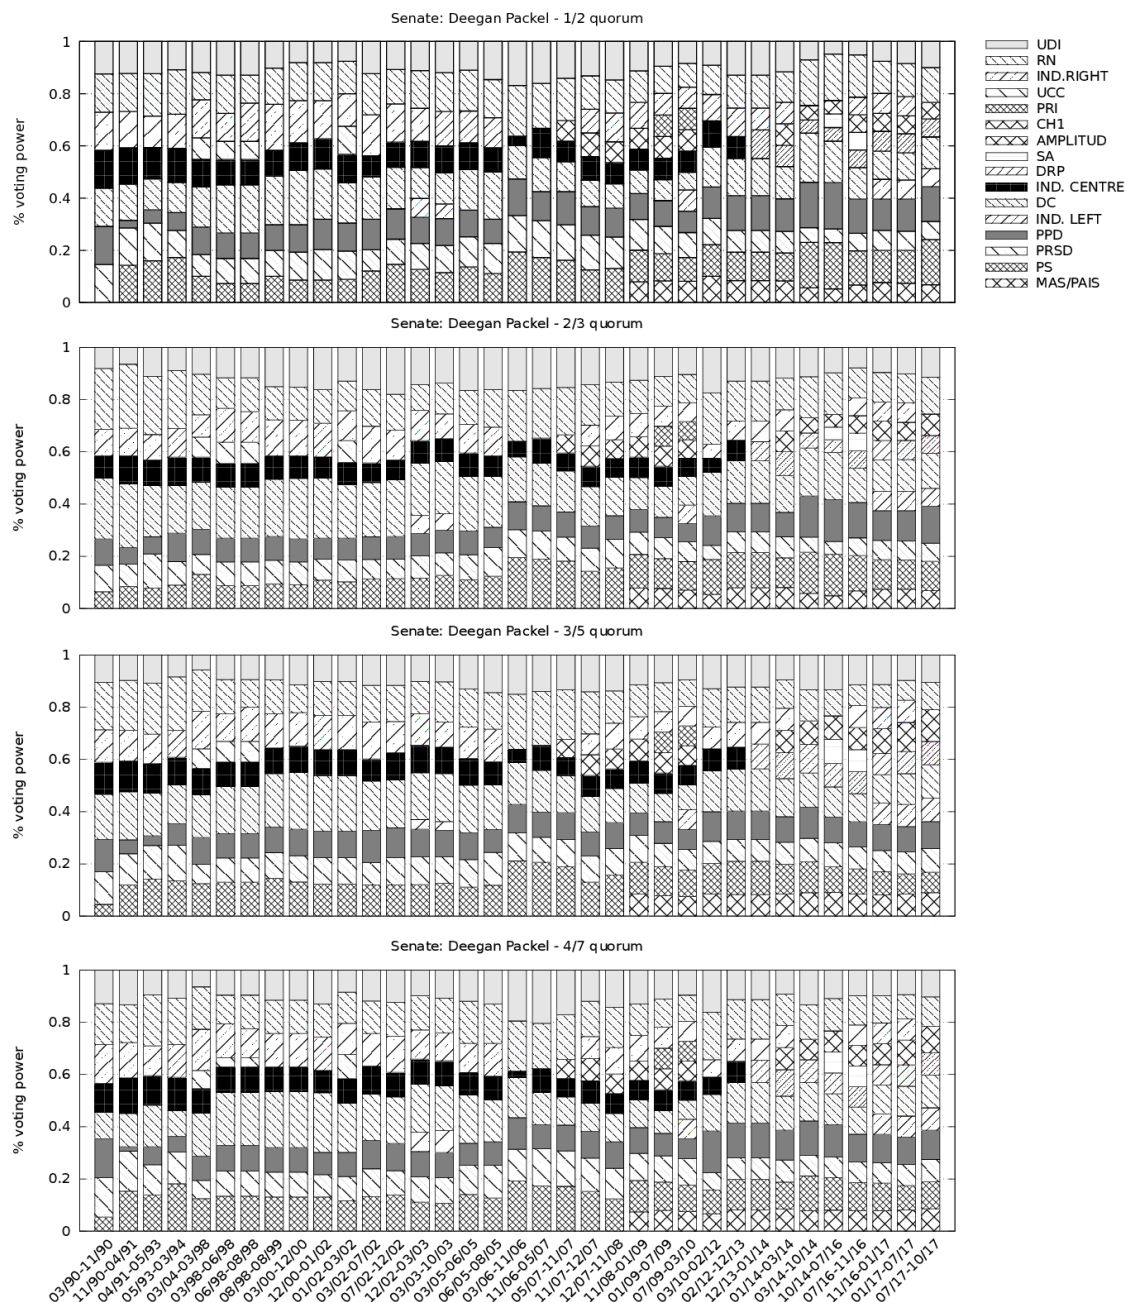 Senate: Deegan Packel - 1/2 quorum
1
0.8
0.6
0.4
0.2
0
% voting power
UDI
RN
IND.RIGHT
UCC
PRI
CH1
AMPLITUD
SA
DRP
IND. CENTRE
DC
IND. LEFT
PPD
PRSD
PS
MAS/PAIS
Senate: Deegan Packel - 2/3 quorum
1
0.8
0.6
0.4
0.2
0
% voting power
Senate: Deegan Packel - 3/5 quorum
1
0.8
0.6
0.4
0.2
0
% voting power
Senate: Deegan Packel - 4/7 quorum
1
0.8
0.6
0.4
0.2
0
% voting power
03/90-11/90
11/90-04/91
04/91-05/93
05/93-03/94
03/04-03/98
03/98-06/98
06/98-08/98
08/98-08/99
03/00-12/00
12/00-01/02
01/02-03/02
03/02-07/02
07/02-12/02
12/02-03/03
03/03-10/03
03/05-06/05
06/05-08/05
03/06-11/06
11/06-05/07
05/07-11/07
11/07-12/07
12/07-11/08
11/08-01/09
01/09-07/09
07/09-03/10
03/10-02/12
02/12-12/13
12/13-01/14
01/14-03/14
03/14-10/14
10/14-07/16
07/16-11/16
11/16-01/17
01/17-07/17
07/17-10/17